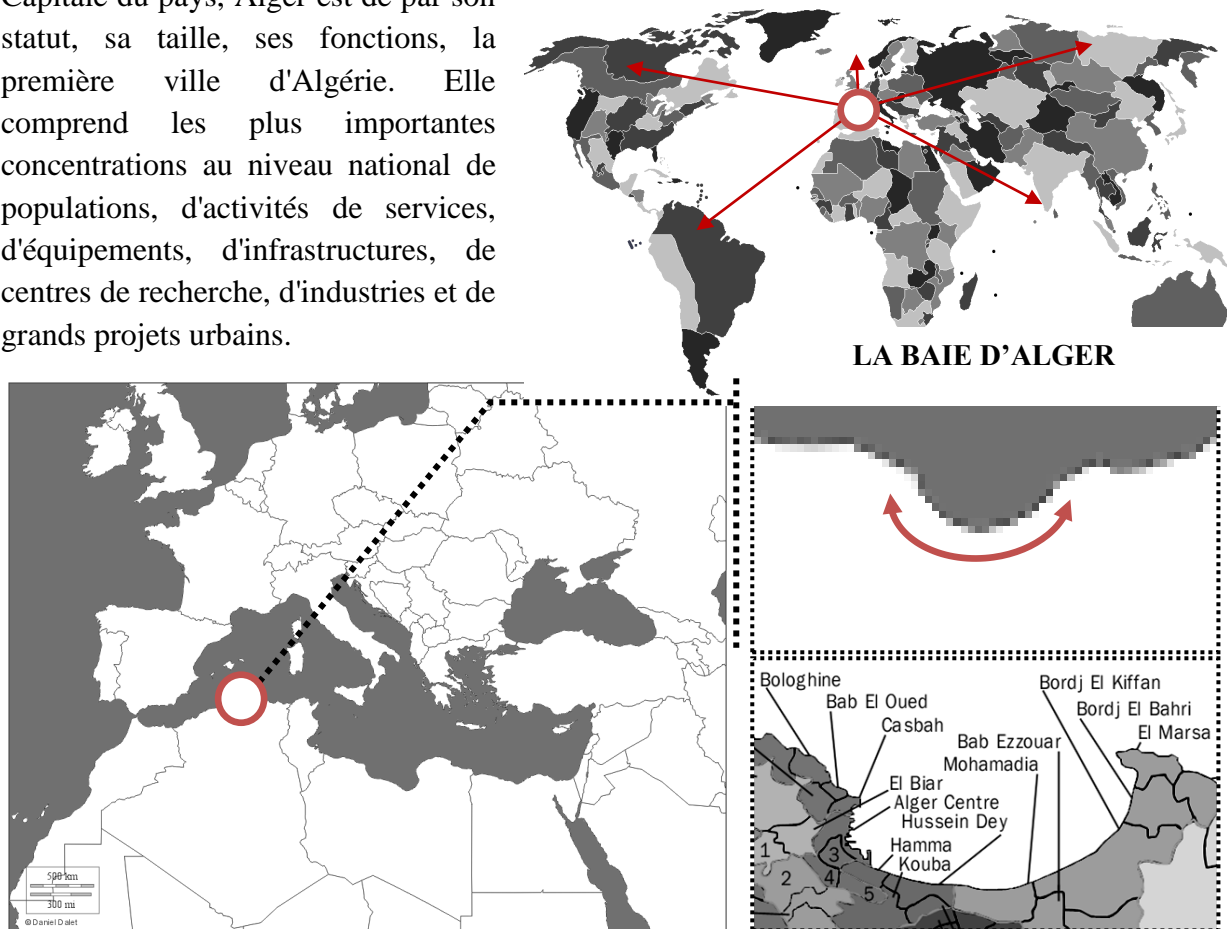 Capitale du pays, Alger est de par son
statut, sa taille, ses fonctions, la
première ville d'Algérie. Elle
comprend les plus importantes
concentrations au niveau national de
populations, d'activités de services,
d'équipements, d'infrastructures, de
centres de recherche, d'industries et de
grands projets urbains.
LA BAIE D'ALGER
500 km
300 mi
©Daniel Dalet
Bologhine
Bab El Oued
Casbah
Bab Ezzouar
Mohamadia
Bordj El Kiffan
Bordj El Bahri
El Marsa
El Biar
Alger Centre
Hussein Dey
Hamma
Kouba
1
2
3
4
5